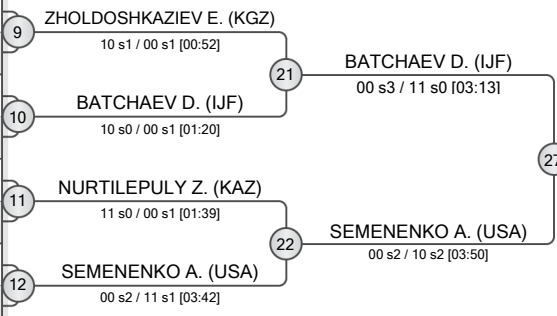 9
ZHOLDOSHKAZIEV E. (KGZ)
10 s1 / 00 s1 [00:52]
21
BATCHAEV D. (IJF)
00 s3 / 11 s0 [03:13]
10
BATCHAEV D. (IJF)
10 s0 / 00 s1 [01:20]
27
11
NURTILEPULY Z. (KAZ)
11 s0 / 00 s1 [01:39]
22
SEMENENKO A. (USA)
00 s2 / 10 s2 [03:50]
12
SEMENENKO A. (USA)
00 s2 / 11 s1 [03:42]